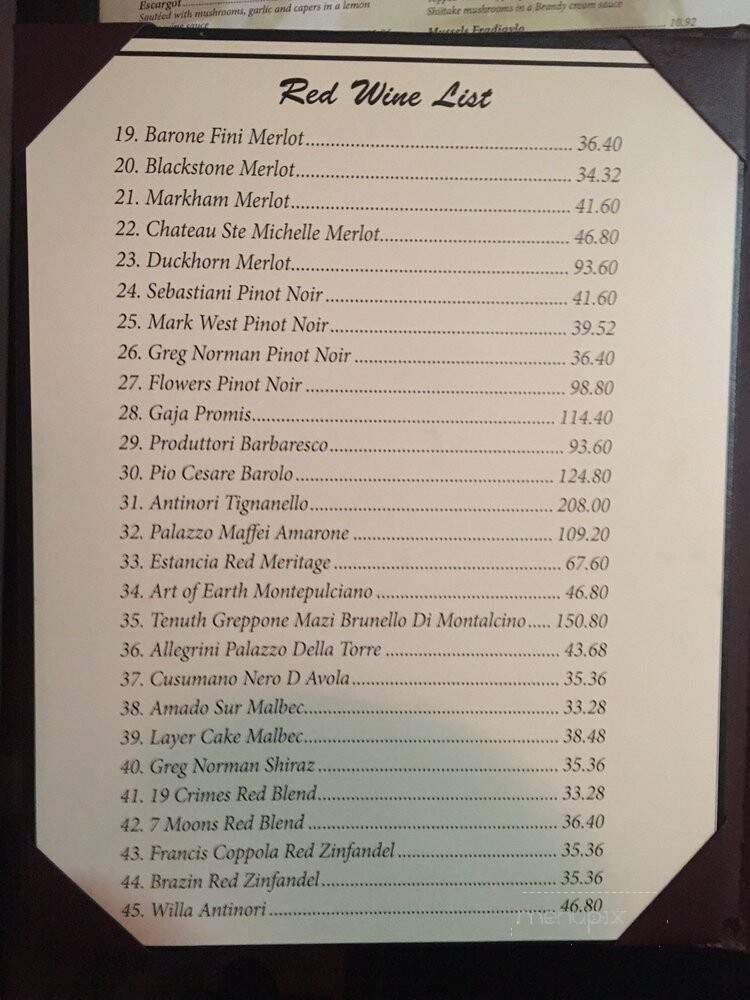 Escargot
Sautéed with mushrooms, garlic and capers in a lemon
sauce
Shiitake mushrooms in a Brandy cream sauce
Mussels Fradiavlo
10.92
Red Wine List
19. Barone Fini Merlot 36.40
20. Blackstone Merlot 34.32
21. Markham Merlot 41.60
22. Chateau Ste Michelle Merlot 46.80
23. Duckhorn Merlot 93.60
24. Sebastiani Pinot Noir 41.60
25. Mark West Pinot Noir 39.52
26. Greg Norman Pinot Noir 36.40
27. Flowers Pinot Noir 98.80
28. Gaja Promis 114.40
29. Produttori Barbaresco 93.60
30. Pio Cesare Barolo 124.80
31. Antinori Tignanello 208.00
32. Palazzo Maffei Amarone 109.20
33. Estancia Red Meritage 67.60
34. Art of Earth Montepulciano 46.80
35. Tenuth Greppone Mazi Brunello Di Montalcino 150.80
36. Allegrini Palazzo Della Torre 43.68
37. Cusumano Nero D Avola 35.36
38. Amado Sur Malbec 33.28
39. Layer Cake Malbec 38.48
40. Greg Norman Shiraz 35.36
41. 19 Crimes Red Blend 33.28
42. 7 Moons Red Blend 36.40
43. Francis Coppola Red Zinfandel 35.36
44. Brazin Red Zinfandel 35.36
45. Willa Antinori 46.80
menupix